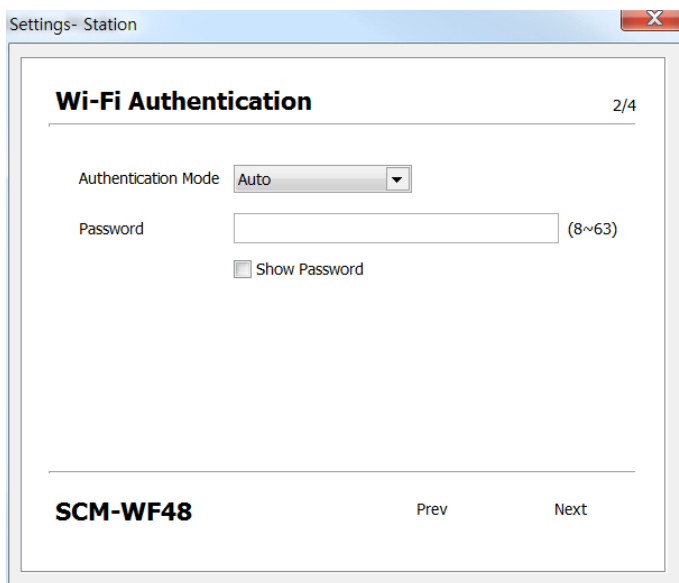 Settings- Station
X
Wi-Fi Authentication 2/4
Authentication Mode Auto
Password (8~63)
Show Password
SCM-WF48 Prev Next